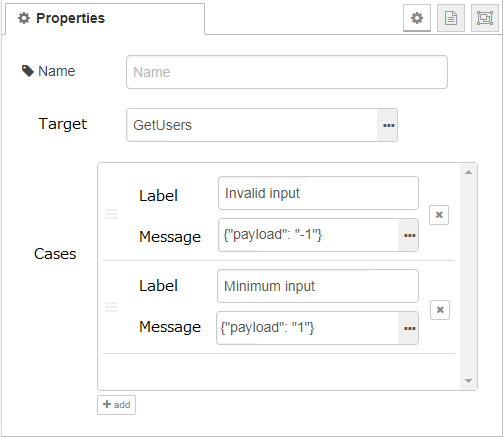 Properties
Name
Name
Target
GetUsers
Cases
Label
Invalid input
Message
{"payload": "-1"}
Label
Minimum input
Message
{"payload": "1"}
add